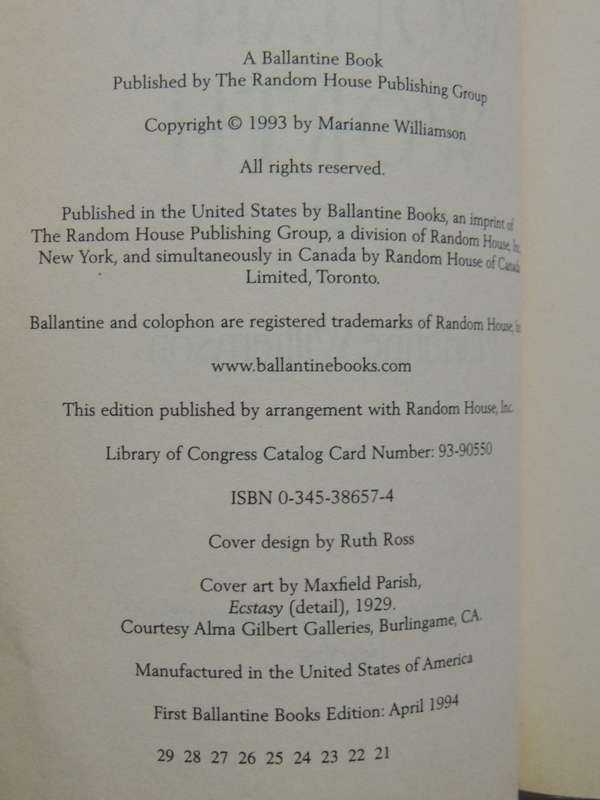 A Ballantine Book
Published by The Random House Publishing Group
Copyright © 1993 by Marianne Williamson
All rights reserved.
Published in the United States by Ballantine Books, an imprint of
The Random House Publishing Group, a division of Random House, Inc.
New York, and simultaneously in Canada by Random House of Canada
Limited, Toronto.
Ballantine and colophon are registered trademarks of Random House, In
www.ballantinebooks.com
This edition published by arrangement with Random House, Inc.
Library of Congress Catalog Card Number: 93-90550
ISBN 0-345-38657-4
Cover design by Ruth Ross
Cover art by Maxfield Parish,
Ecstasy (detail), 1929.
Courtesy Alma Gilbert Galleries, Burlingame, CA.
Manufactured in the United States of America
First Ballantine Books Edition: April 1994
29 28 27 26 25 24 23 22 21